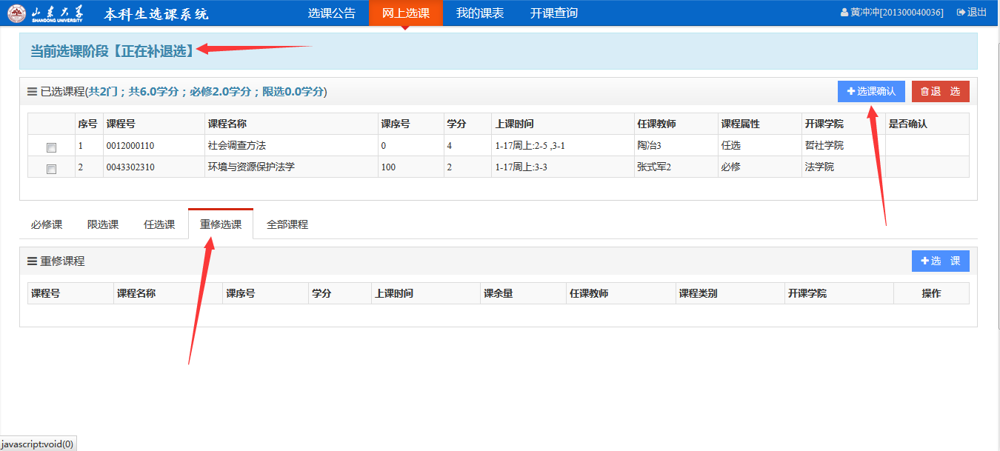 山东大学 SHANDONG UNIVERSITY 本科生选课系统 选课公告 网上选课 我的课表 开课查询 黄冲冲[201300040036] 退出
当前选课阶段【正在补退选】
已选课程(共2门；共6.0学分；必修2.0学分；限选0.0学分) 选课确认 退 选
序号 课程号 课程名称 课序号 学分 上课时间 任课教师 课程属性 开课学院 是否确认
1 0012000110 社会调查方法 0 4 1-17周上:2-5 ,3-1 陶冶3 任选 哲社学院
2 0043302310 环境与资源保护法学 100 2 1-17周上:3-3 张式军2 必修 法学院
必修课 限选课 任选课 重修选课 全部课程
重修课程 选 课
课程号 课程名称 课序号 学分 上课时间 课余量 任课教师 课程类别 开课学院 操作
javascript:void(0)